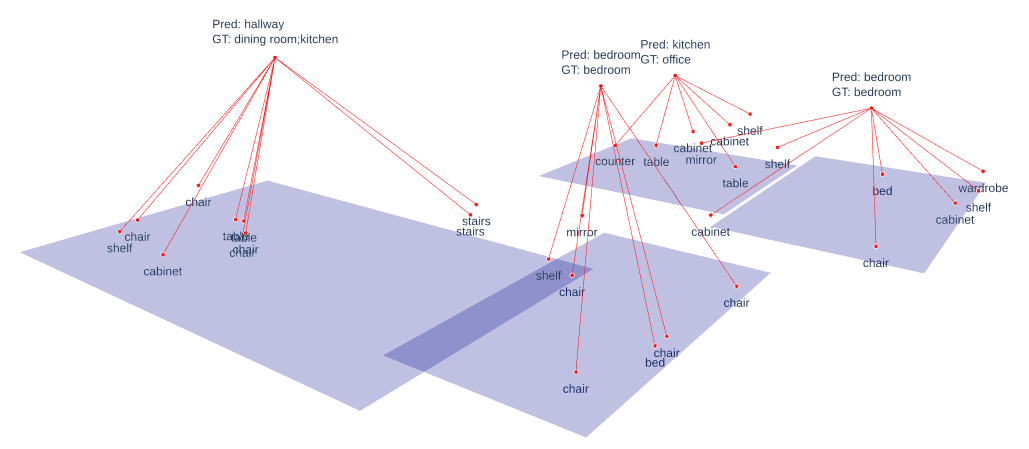 Pred: hallway
GT: dining room;kitchen
Pred: kitchen
GT: office
Pred: bedroom
GT: bedroom
Pred: bedroom
GT: bedroom
shelf
cabinet
cabinet
mirror
counter
table
shelf
table
bed
wardrobe
shelf
cabinet
chair
chair
shelf
table
table
chair
chair
cabinet
stairs
stairs
mirror
cabinet
chair
shelf
chair
chair
chair
bed
chair